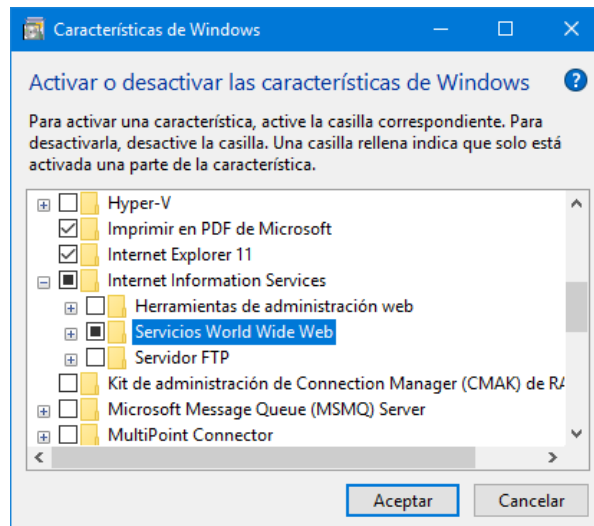 Características de Windows
Activar o desactivar las características de Windows
Para activar una característica, active la casilla correspondiente. Para
desactivarla, desactive la casilla. Una casilla rellena indica que solo está
activada una parte de la característica.
Hyper-V
Imprimir en PDF de Microsoft
Internet Explorer 11
Internet Information Services
Herramientas de administración web
Servicios World Wide Web
Servidor FTP
Kit de administración de Connection Manager (CMAK) de RA
Microsoft Message Queue (MSMQ) Server
MultiPoint Connector
Aceptar Cancelar